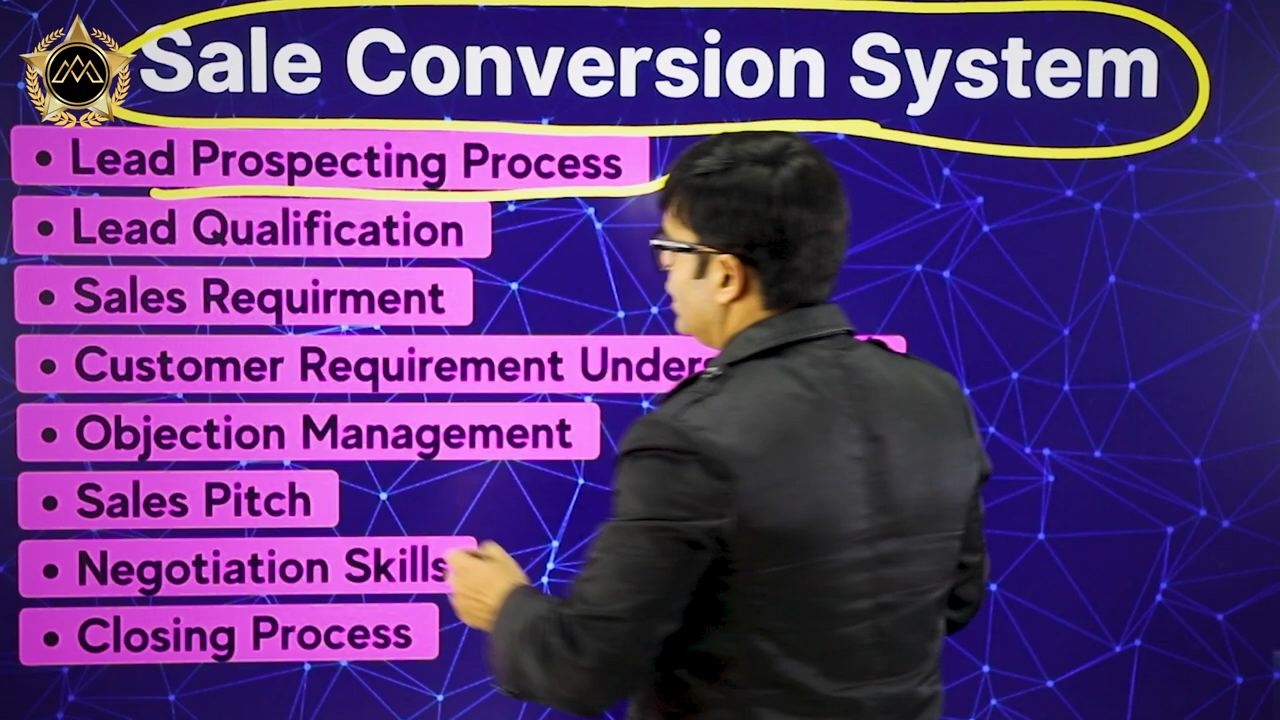 Sale Conversion System
• Lead Prospecting Process
• Lead Qualification
• Sales Requirment
• Customer Requirement
• Objection Management
• Sales Pitch
• Negotiation Skills
• Closing Process